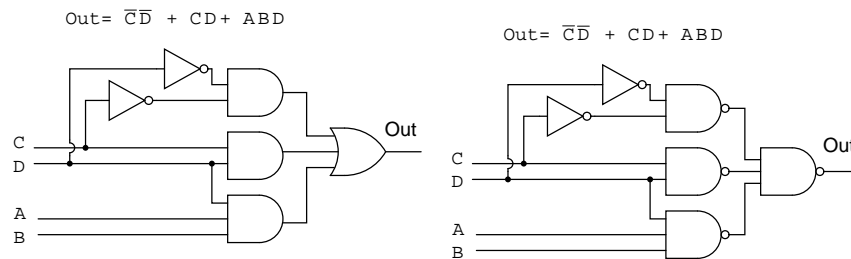 Out= C̅D̅ + CD+ ABD
Out
C
D
A
B
Out= C̅D̅ + CD+ ABD
Out
C
D
A
B